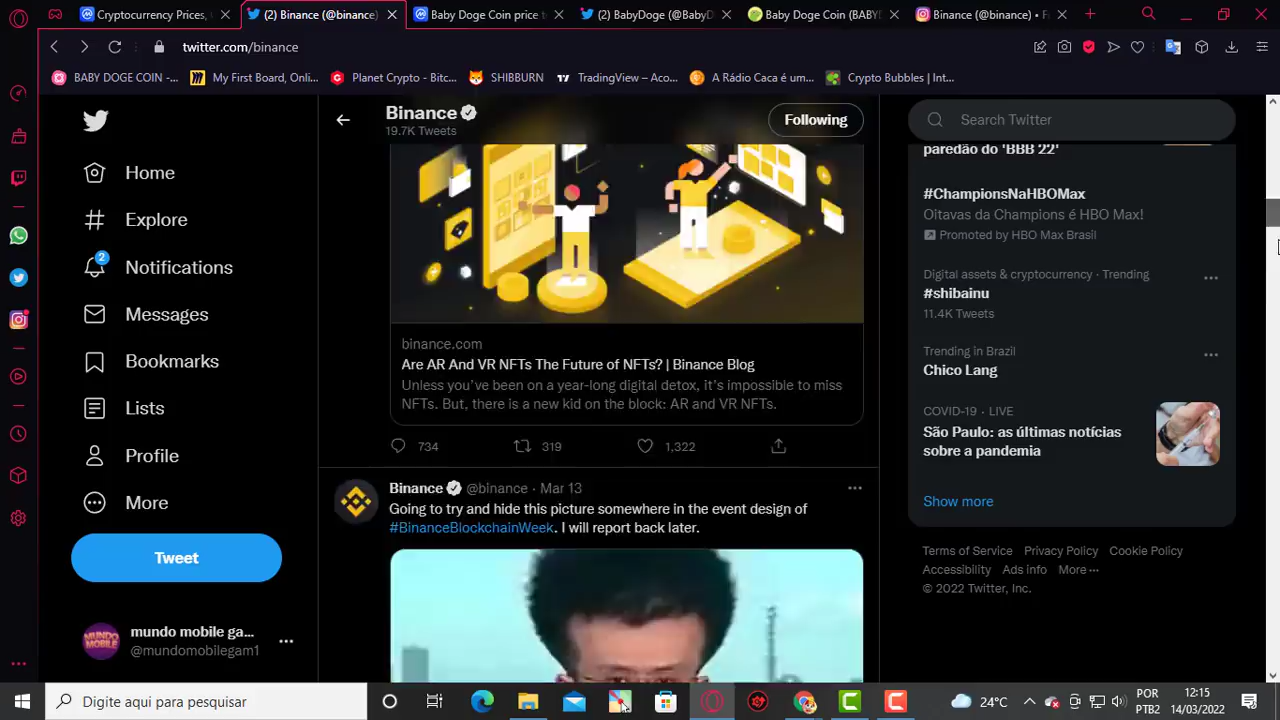 Cryptocurrency Prices,
(2) Binance (@binance)
Baby Doge Coin price t
(2) BabyDoge (@BabyD
Baby Doge Coin (BABY
Binance (@binance) • F
twitter.com/binance
BABY DOGE COIN -...
My First Board, Onli...
Planet Crypto - Bitc...
SHIBBURN
TradingView – Aco...
A Rádio Caca é um...
Crypto Bubbles | Int...
Home
Explore
2
Notifications
Messages
Bookmarks
Lists
Profile
More
Tweet
mundo mobile ga...
@mundomobilegam1
MUNDO
MOBILE
Binance
19.7K Tweets
Following
binance.com
Are AR And VR NFTs The Future of NFTs? | Binance Blog
Unless you've been on a year-long digital detox, it's impossible to miss
NFTs. But, there is a new kid on the block: AR and VR NFTs.
734
319
1,322
Binance @binance · Mar 13
Going to try and hide this picture somewhere in the event design of
#BinanceBlockchainWeek. I will report back later.
Search Twitter
paredão do 'BBB 22'
#ChampionsNaHBOMax
Oitavas da Champions é HBO Max!
Promoted by HBO Max Brasil
Digital assets & cryptocurrency · Trending
#shibainu
11.4K Tweets
Trending in Brazil
Chico Lang
COVID-19 · LIVE
São Paulo: as últimas notícias
sobre a pandemia
Show more
Terms of Service Privacy Policy Cookie Policy
Accessibility Ads info More ···
© 2022 Twitter, Inc.
Digite aqui para pesquisar
24°C
POR
PTB2
12:15
14/03/2022